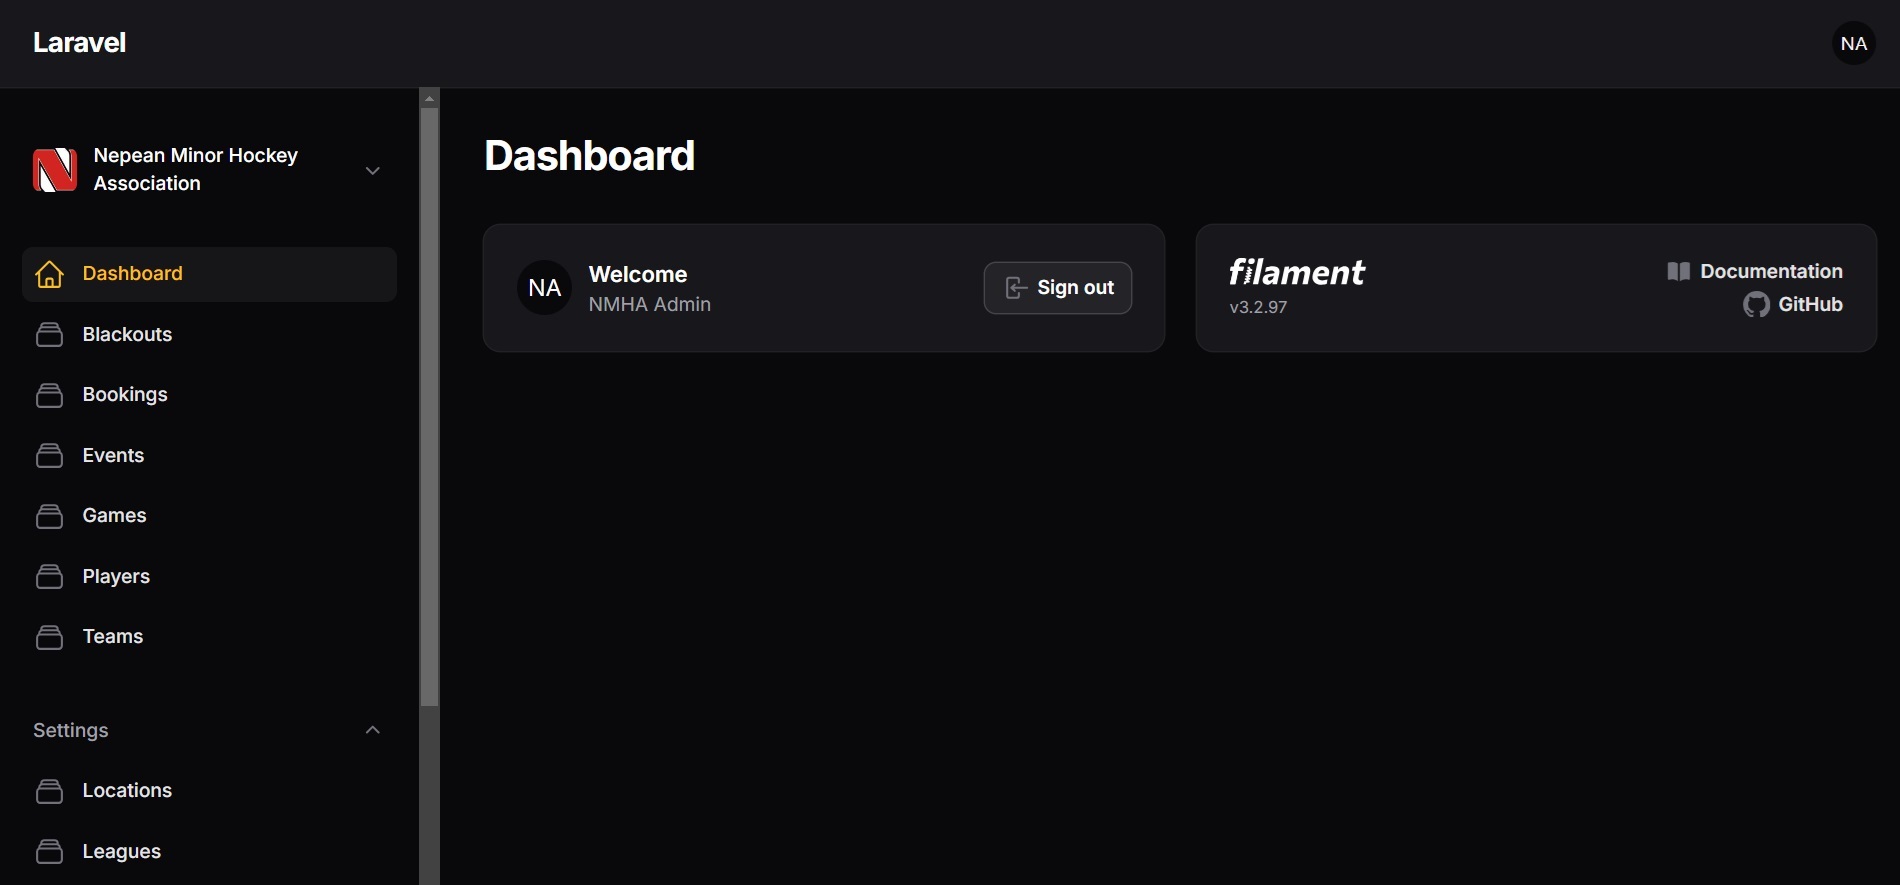 Laravel
NA
Nepean Minor Hockey
Association
Dashboard
Blackouts
Bookings
Events
Games
Players
Teams
Settings
Locations
Leagues
Dashboard
NA
Welcome
NMHA Admin
Sign out
filament
v3.2.97
Documentation
GitHub